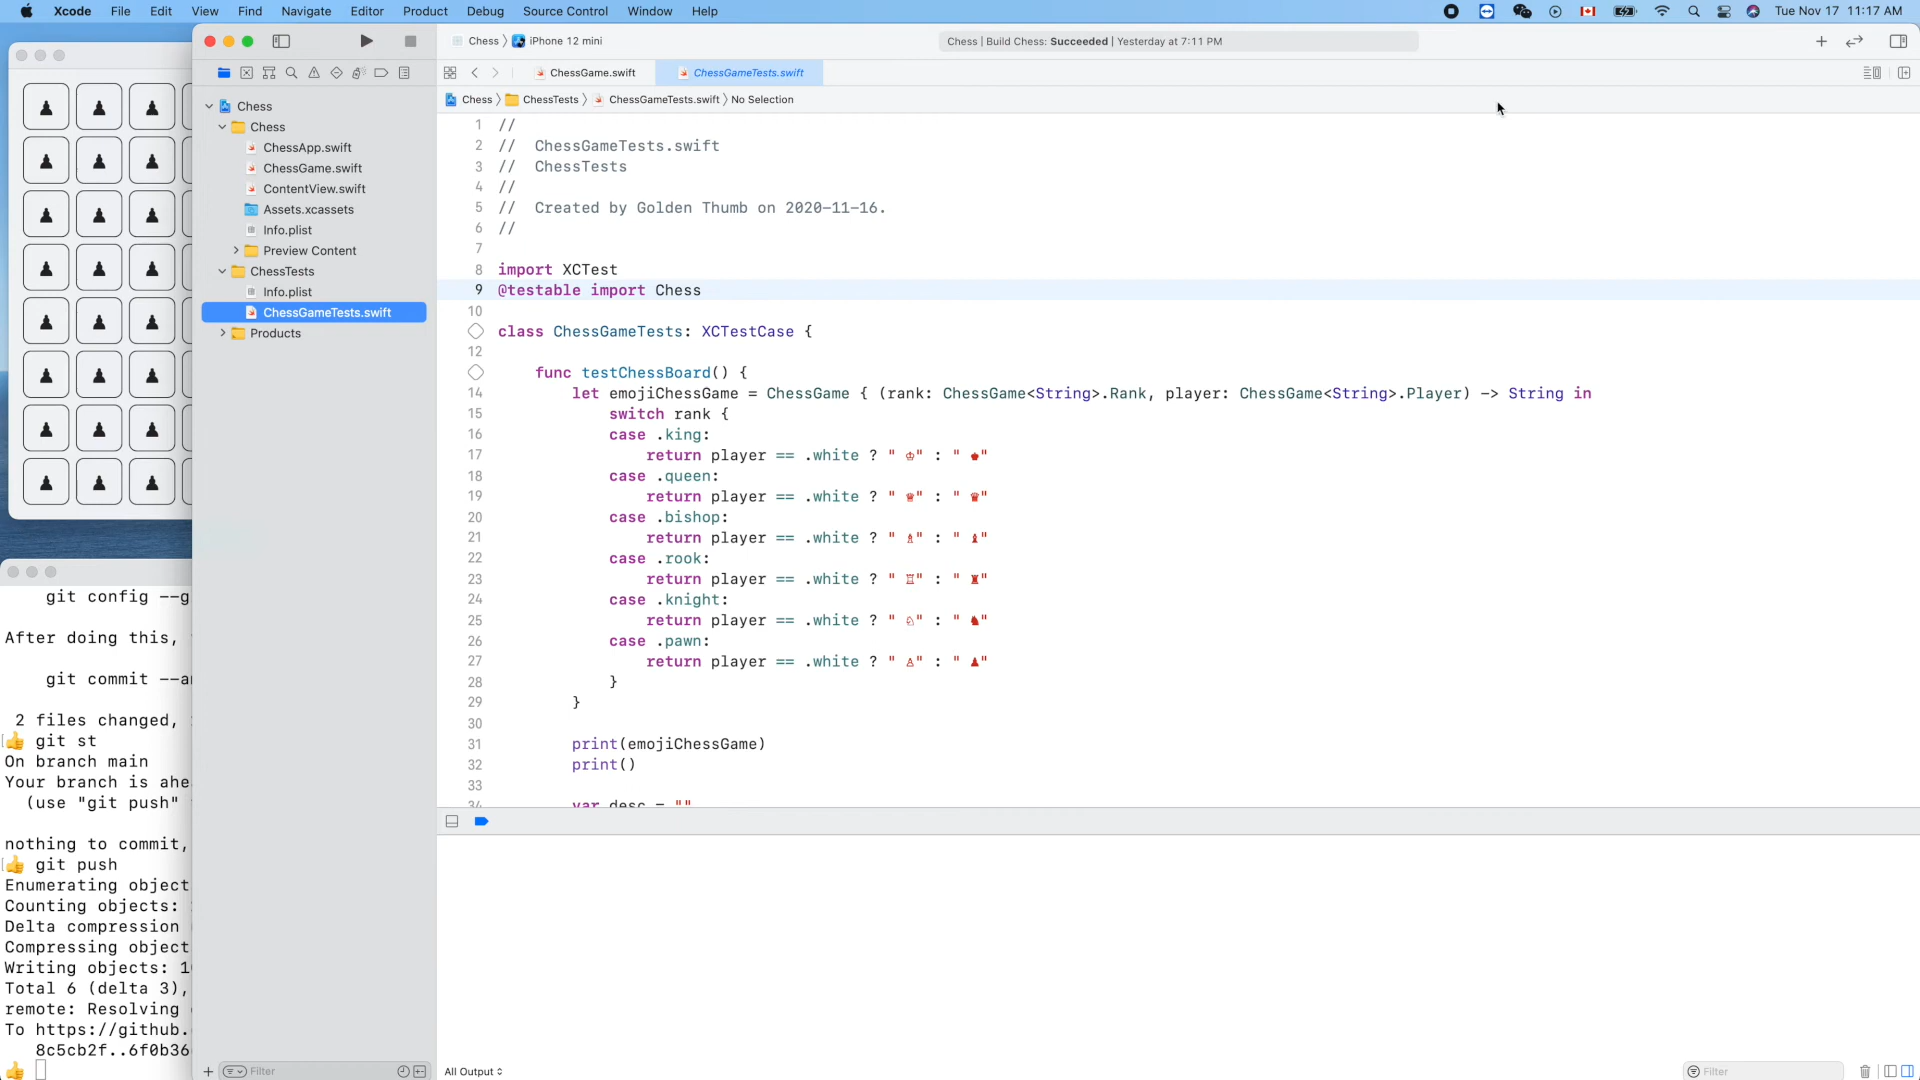 Xcode File Edit View Find Navigate Editor Product Debug Source Control Window Help Tue Nov 17 11:17 AM
Chess iPhone 12 mini
Chess | Build Chess: Succeeded | Yesterday at 7:11 PM
ChessGame.swift
ChessGameTests.swift
Chess ChessTests ChessGameTests.swift No Selection
Chess
Chess
ChessApp.swift
ChessGame.swift
ContentView.swift
Assets.xcassets
Info.plist
Preview Content
ChessTests
Info.plist
ChessGameTests.swift
Products
1 //
2 // ChessGameTests.swift
3 // ChessTests
4 //
5 // Created by Golden Thumb on 2020-11-16.
6 //
7
8 import XCTest
9 @testable import Chess
10
class ChessGameTests: XCTestCase {
12
func testChessBoard() {
14 let emojiChessGame = ChessGame { (rank: ChessGame<String>.Rank, player: ChessGame<String>.Player) -> String in
15 switch rank {
16 case .king:
17 return player == .white ? " ♔" : " ♚"
18 case .queen:
19 return player == .white ? " ♕" : " ♛"
20 case .bishop:
21 return player == .white ? " ♗" : " ♝"
22 case .rook:
23 return player == .white ? " ♖" : " ♜"
24 case .knight:
25 return player == .white ? " ♘" : " ♞"
26 case .pawn:
27 return player == .white ? " ♙" : " ♟"
28 }
29 }
30
31 print(emojiChessGame)
32 print()
33
34 var desc = ""
git config --g
After doing this,
git commit --a
2 files changed,
👍 git st
On branch main
Your branch is ahe
(use "git push"
nothing to commit,
👍 git push
Enumerating object
Counting objects:
Delta compression
Compressing object
Writing objects: 1
Total 6 (delta 3),
remote: Resolving
To https://github.
8c5cb2f..6f0b36
👍
Filter
All Output
Filter